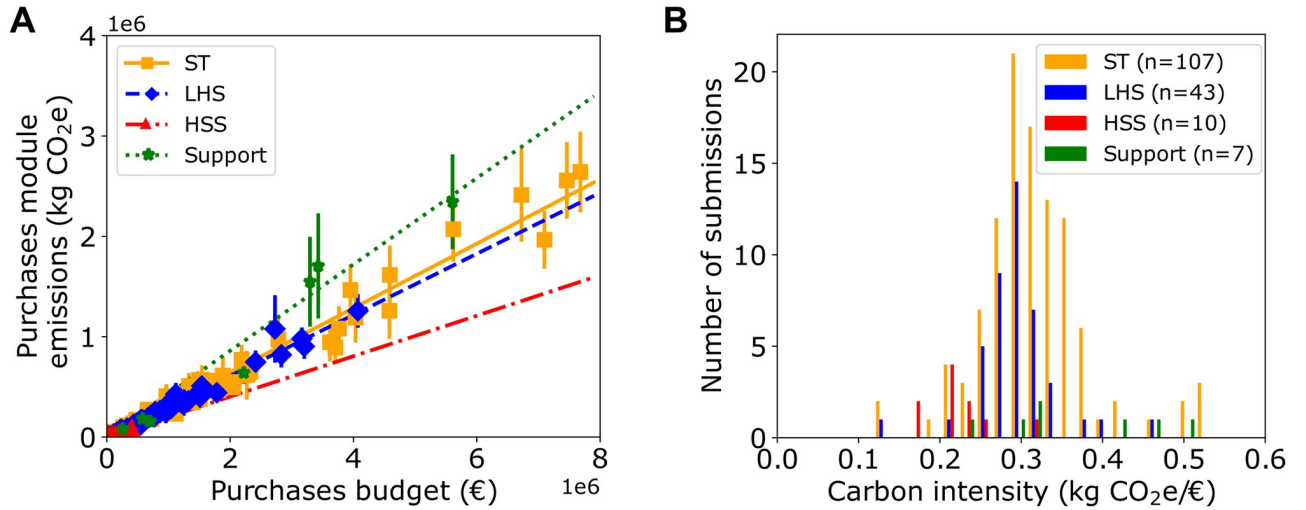 A
1e6
4
3
2
1
0
Purchases module
emissions (kg CO₂e)
ST
LHS
HSS
Support
0 2 4 6 8
Purchases budget (€) 1e6
B
20
15
10
5
0
Number of submissions
ST (n=107)
LHS (n=43)
HSS (n=10)
Support (n=7)
0.0 0.1 0.2 0.3 0.4 0.5 0.6
Carbon intensity (kg CO₂e/€)